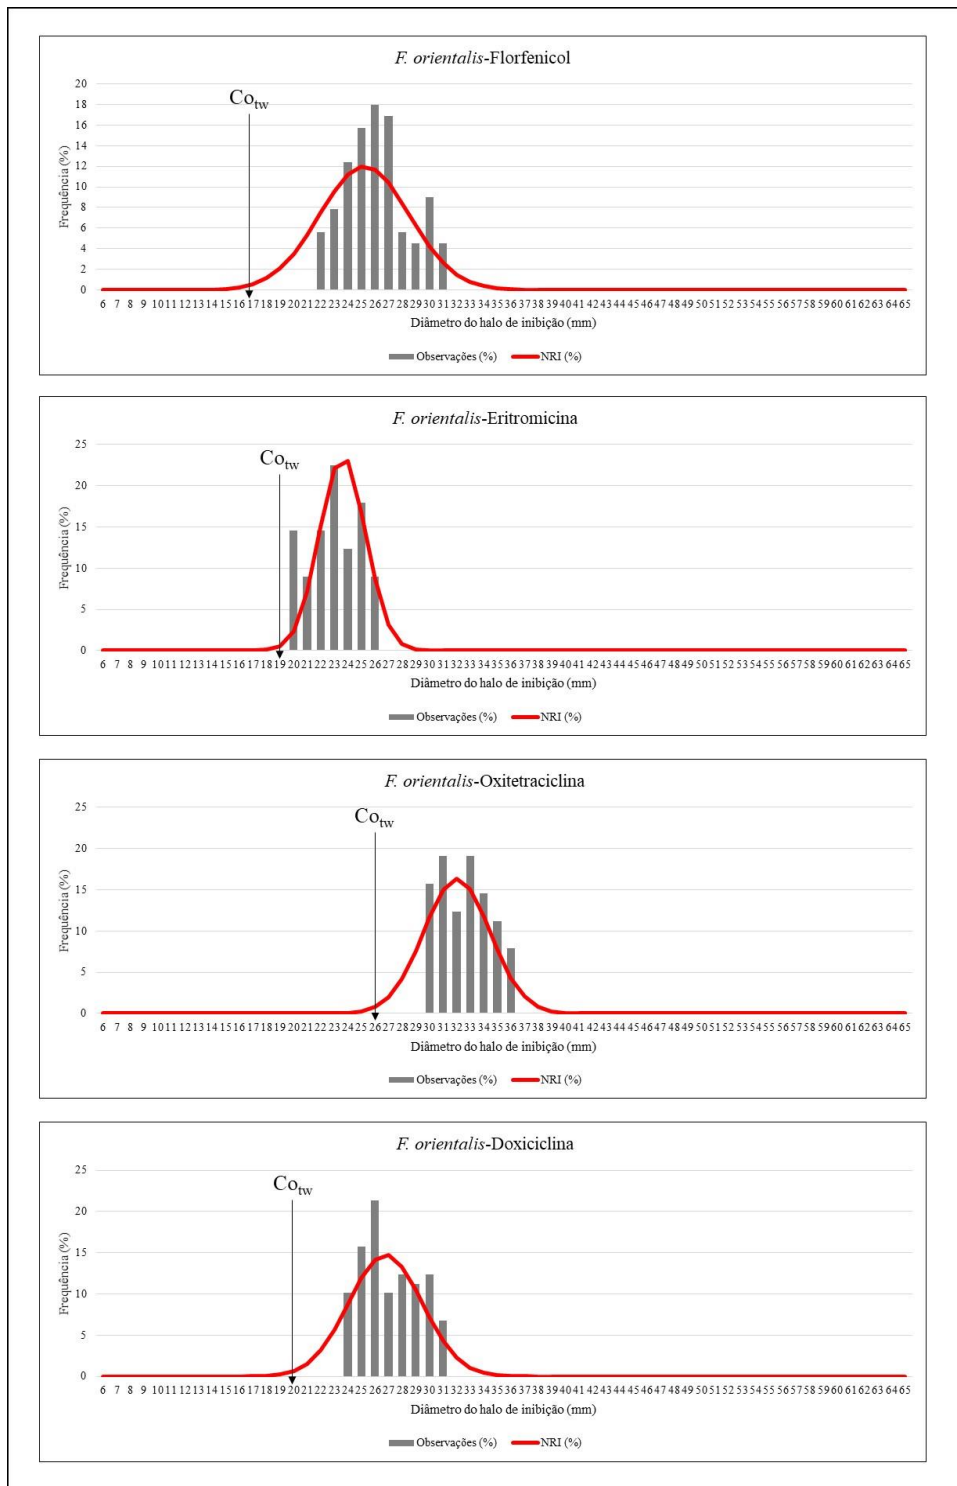 F. orientalis-Florfenicol
20
18
16
14
12
10
8
6
4
2
0
Frequência (%)
Co_tw
6 7 8 9 10 11 12 13 14 15 16 17 18 19 20 21 22 23 24 25 26 27 28 29 30 31 32 33 34 35 36 37 38 39 40 41 42 43 44 45 46 47 48 49 50 51 52 53 54 55 56 57 58 59 60 61 62 63 64 65
Diâmetro do halo de inibição (mm)
Observações (%) NRI (%)
F. orientalis-Eritromicina
25
20
15
10
5
0
Frequência (%)
Co_tw
6 7 8 9 10 11 12 13 14 15 16 17 18 19 20 21 22 23 24 25 26 27 28 29 30 31 32 33 34 35 36 37 38 39 40 41 42 43 44 45 46 47 48 49 50 51 52 53 54 55 56 57 58 59 60 61 62 63 64 65
Diâmetro do halo de inibição (mm)
Observações (%) NRI (%)
F. orientalis-Oxitetraciclina
25
20
15
10
5
0
Frequência (%)
Co_tw
6 7 8 9 10 11 12 13 14 15 16 17 18 19 20 21 22 23 24 25 26 27 28 29 30 31 32 33 34 35 36 37 38 39 40 41 42 43 44 45 46 47 48 49 50 51 52 53 54 55 56 57 58 59 60 61 62 63 64 65
Diâmetro do halo de inibição (mm)
Observações (%) NRI (%)
F. orientalis-Doxiciclina
25
20
15
10
5
0
Frequência (%)
Co_tw
6 7 8 9 10 11 12 13 14 15 16 17 18 19 20 21 22 23 24 25 26 27 28 29 30 31 32 33 34 35 36 37 38 39 40 41 42 43 44 45 46 47 48 49 50 51 52 53 54 55 56 57 58 59 60 61 62 63 64 65
Diâmetro do halo de inibição (mm)
Observações (%) NRI (%)